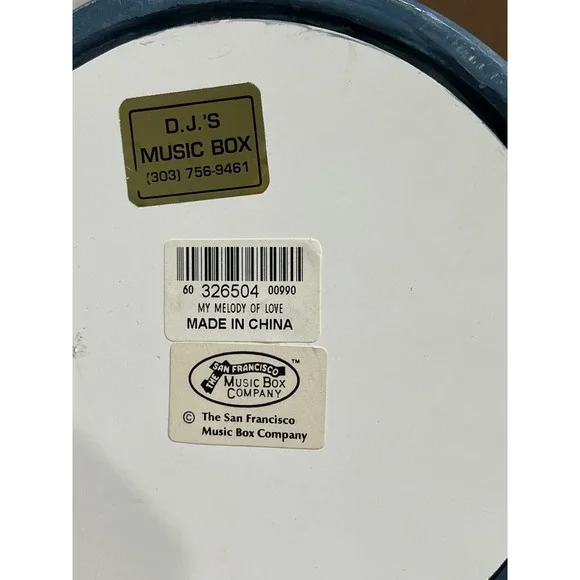 D.J.'S
MUSIC BOX
(303) 756-9461
60 326504 00990
MY MELODY OF LOVE
MADE IN CHINA
THE SAN FRANCISCO ™
MUSIC BOX
COMPANY
© The San Francisco
Music Box Company